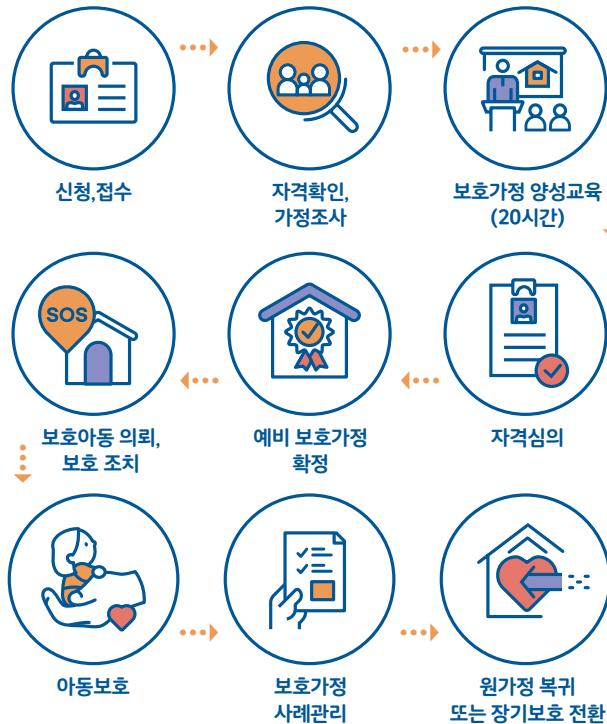 신청,접수
자격확인,
가정조사
보호가정 양성교육
(20시간)
SOS
보호아동 의뢰,
보호 조치
예비 보호가정
확정
자격심의
아동보호
보호가정
사례관리
원가정 복귀
또는 장기보호 전환